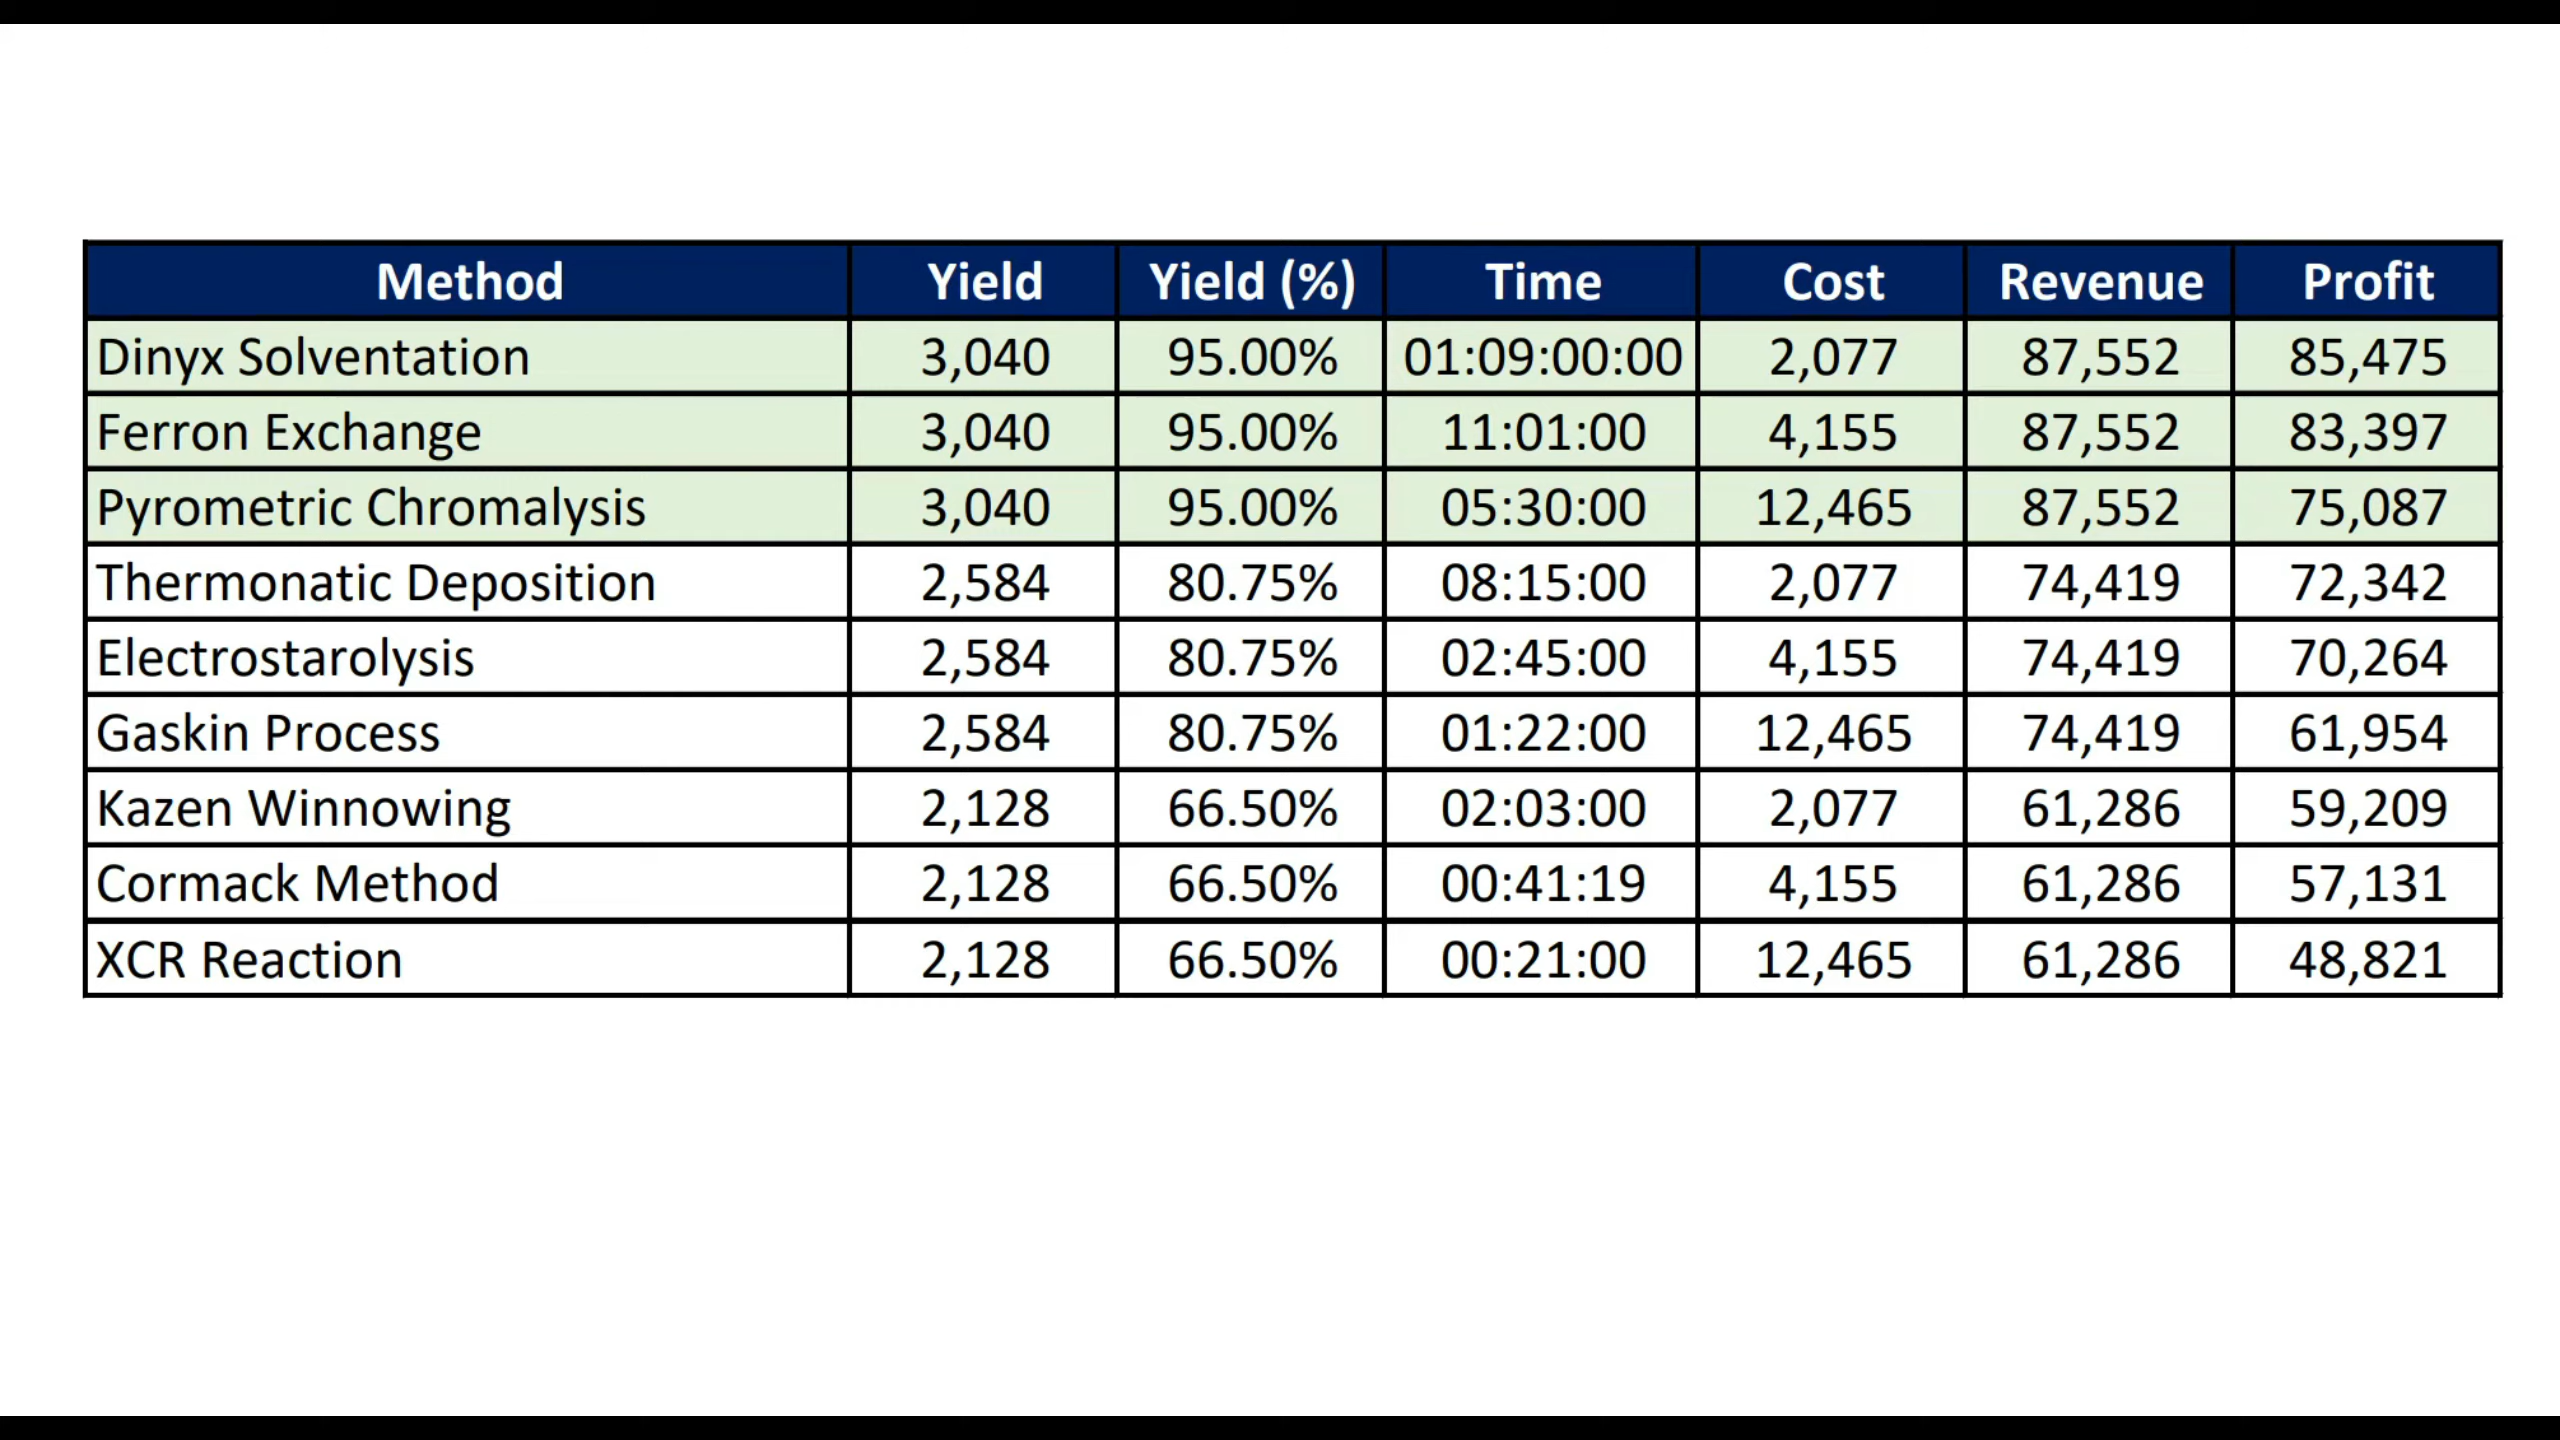 Method Yield Yield (%) Time Cost Revenue Profit
Dinyx Solventation 3,040 95.00% 01:09:00:00 2,077 87,552 85,475
Ferron Exchange 3,040 95.00% 11:01:00 4,155 87,552 83,397
Pyrometric Chromalysis 3,040 95.00% 05:30:00 12,465 87,552 75,087
Thermonatic Deposition 2,584 80.75% 08:15:00 2,077 74,419 72,342
Electrostarolysis 2,584 80.75% 02:45:00 4,155 74,419 70,264
Gaskin Process 2,584 80.75% 01:22:00 12,465 74,419 61,954
Kazen Winnowing 2,128 66.50% 02:03:00 2,077 61,286 59,209
Cormack Method 2,128 66.50% 00:41:19 4,155 61,286 57,131
XCR Reaction 2,128 66.50% 00:21:00 12,465 61,286 48,821